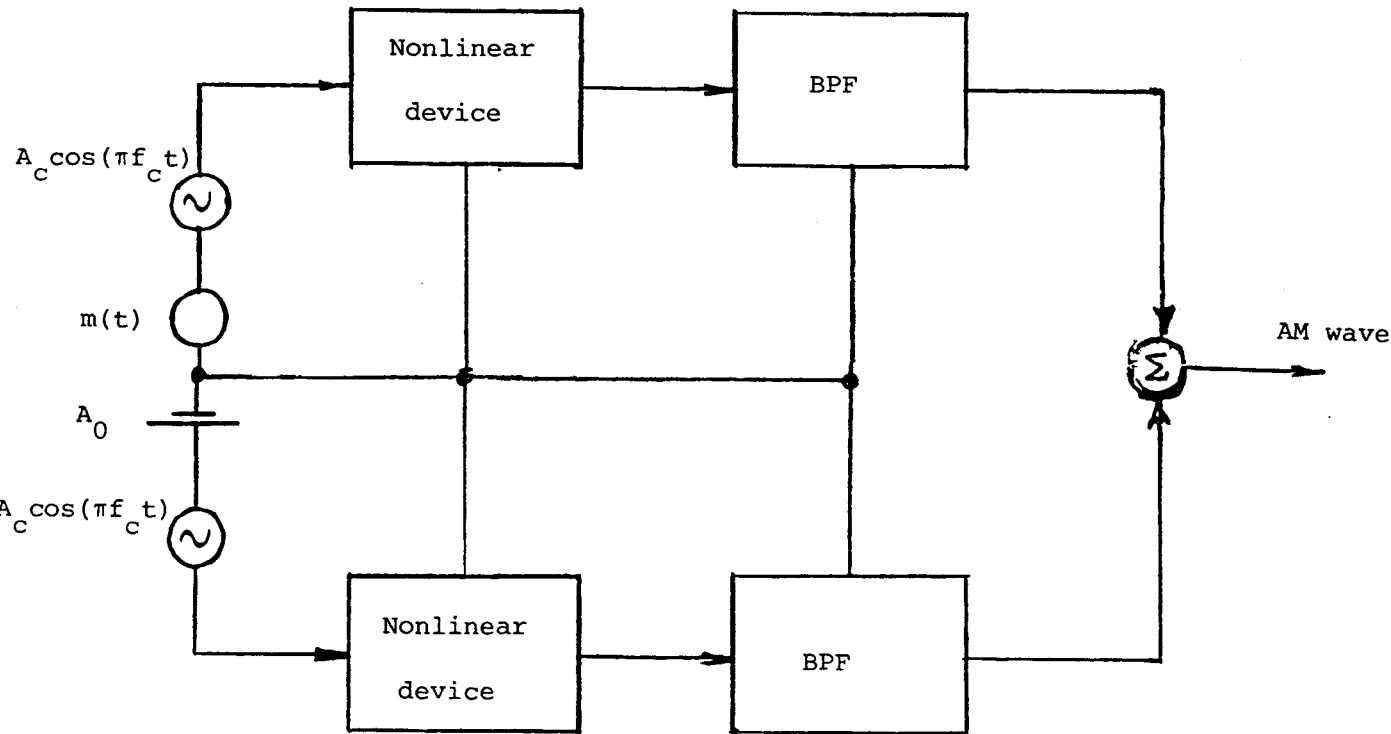 Nonlinear
device
BPF
A_c cos(πf_c t)
m(t)
AM wave
Σ
A_0
A_c cos(πf_c t)
Nonlinear
device
BPF